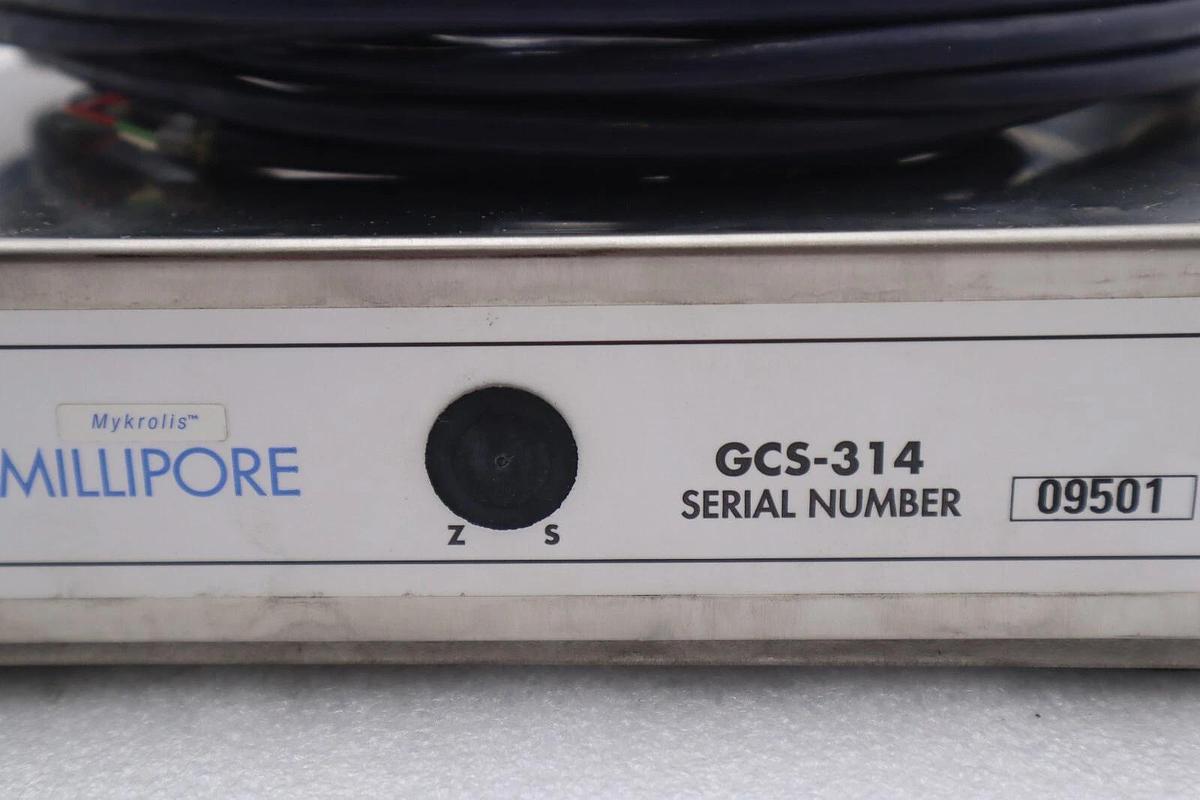 Mykrolis™
MILLIPORE
Z S
GCS-314
SERIAL NUMBER 09501